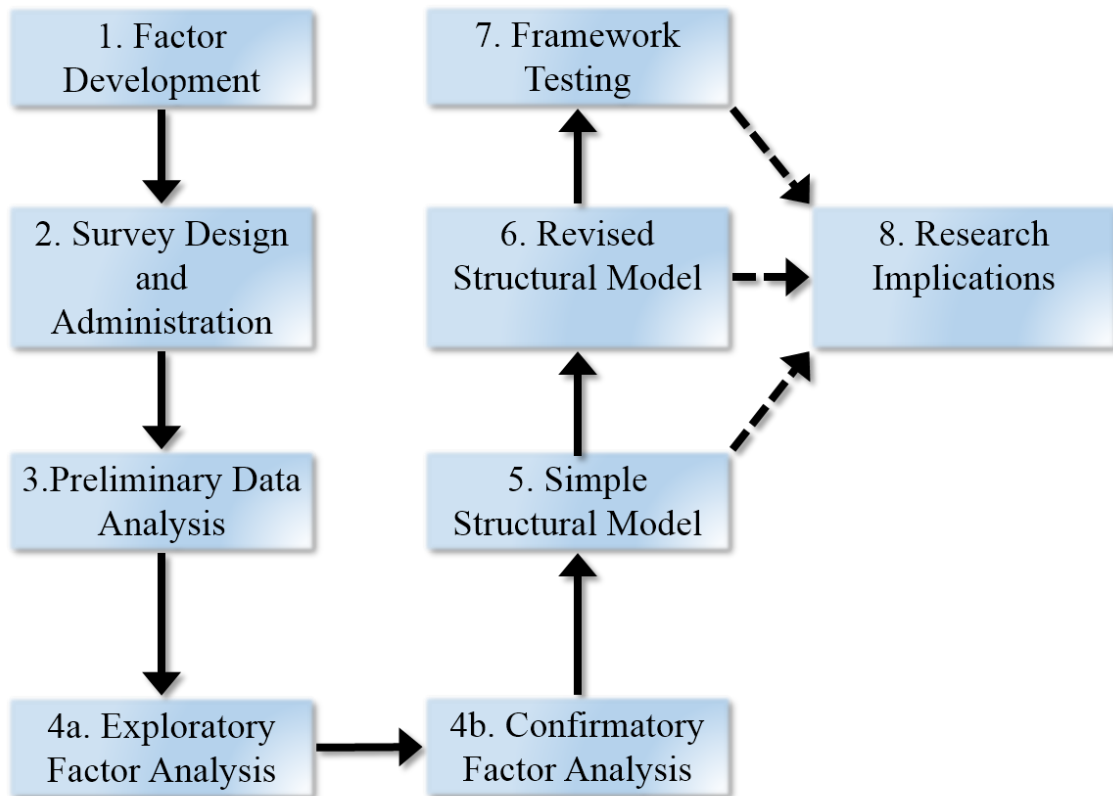 1. Factor
Development
2. Survey Design
and
Administration
3.Preliminary Data
Analysis
4a. Exploratory
Factor Analysis
4b. Confirmatory
Factor Analysis
5. Simple
Structural Model
6. Revised
Structural Model
7. Framework
Testing
8. Research
Implications